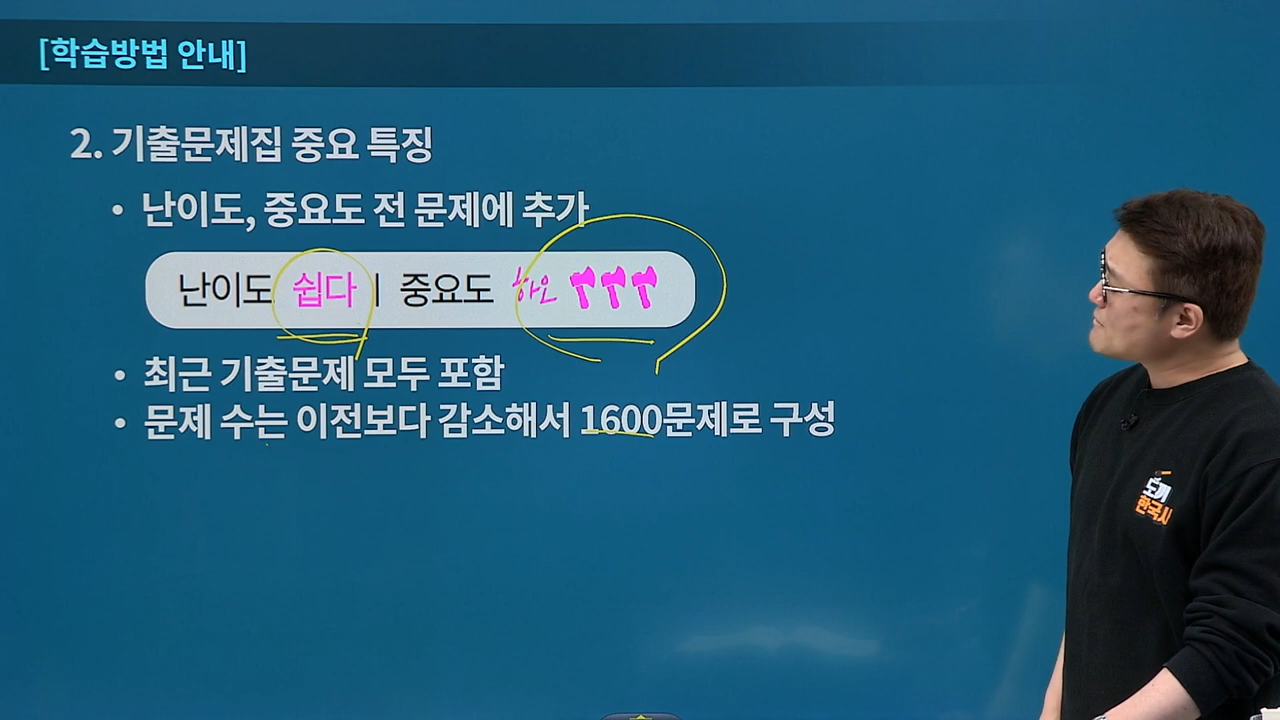 [학습방법 안내]
2. 기출문제집 중요 특징
• 난이도, 중요도 전 문제에 추가
난이도 쉽다 | 중요도 하오
• 최근 기출문제 모두 포함
• 문제 수는 이전보다 감소해서 1600문제로 구성
도끼
한국사